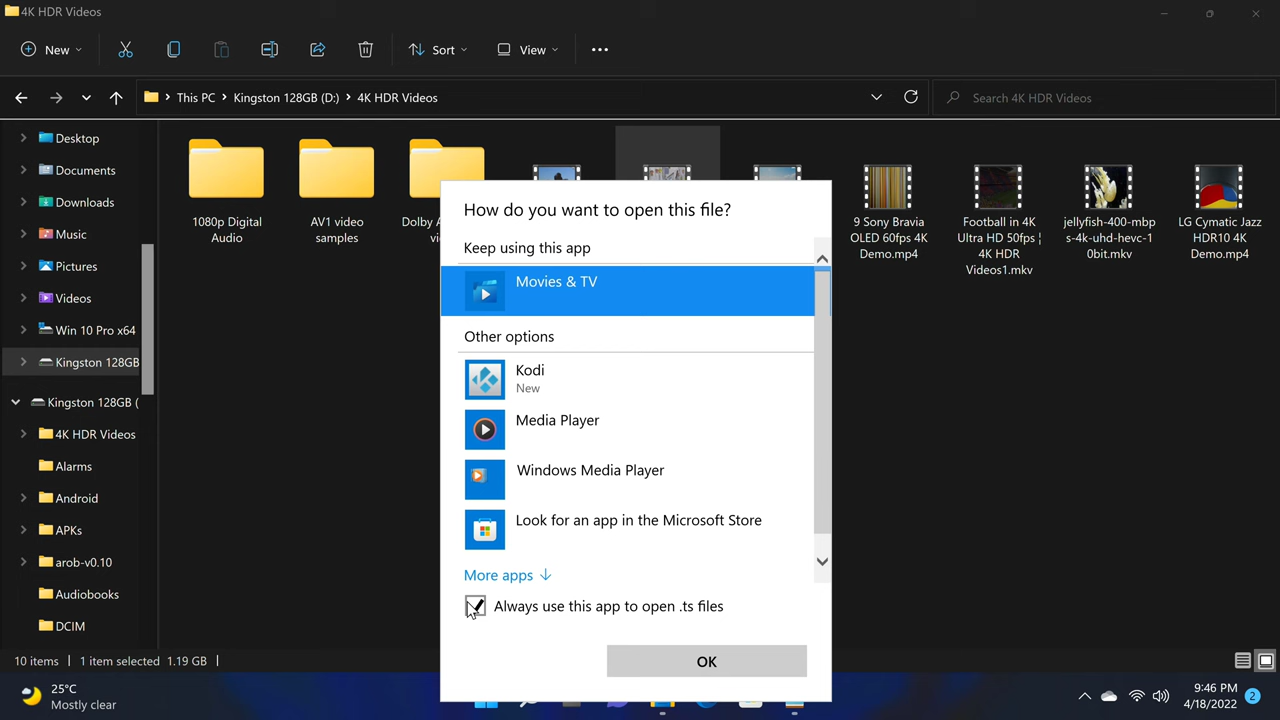 4K HDR Videos
New
Sort
View
This PC
Kingston 128GB (D:)
4K HDR Videos
Search 4K HDR Videos
Desktop
Documents
Downloads
Music
Pictures
Videos
Win 10 Pro x64
Kingston 128GB
Kingston 128GB (
4K HDR Videos
Alarms
Android
APKs
arob-v0.10
Audiobooks
DCIM
1080p Digital
Audio
AV1 video
samples
Dolby A
vi
9 Sony Bravia
OLED 60fps 4K
Demo.mp4
Football in 4K
Ultra HD 50fps ¦
4K HDR
Videos1.mkv
jellyfish-400-mbp
s-4k-uhd-hevc-1
0bit.mkv
LG Cymatic Jazz
HDR10 4K
Demo.mp4
How do you want to open this file?
Keep using this app
Movies & TV
Other options
Kodi
New
Media Player
Windows Media Player
Look for an app in the Microsoft Store
More apps
Always use this app to open .ts files
OK
10 items
1 item selected 1.19 GB
25°C
Mostly clear
9:46 PM
4/18/2022
2